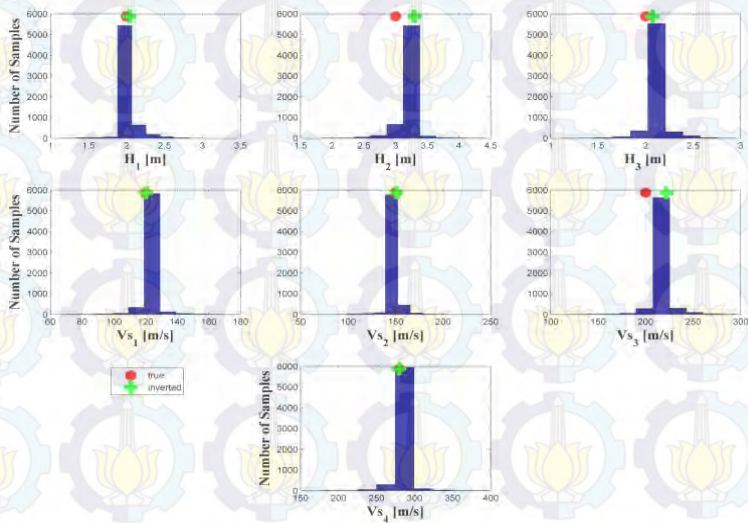 Number of Samples
6000
5000
4000
3000
2000
1000
0
1 1.5 2 2.5 3 3.5
H1 [m]
6000
5000
4000
3000
2000
1000
0
1.5 2 2.5 3 3.5 4 4.5
H2 [m]
6000
5000
4000
3000
2000
1000
0
1 1.5 2 2.5 3
H3 [m]
Number of Samples
6000
5000
4000
3000
2000
1000
0
60 80 100 120 140 160 180
Vs1 [m/s]
6000
5000
4000
3000
2000
1000
0
50 100 150 200 250
Vs2 [m/s]
6000
5000
4000
3000
2000
1000
0
100 150 200 250 300
Vs3 [m/s]
true
inverted
Number of Samples
6000
5000
4000
3000
2000
1000
0
150 200 250 300 350 400
Vs4 [m/s]